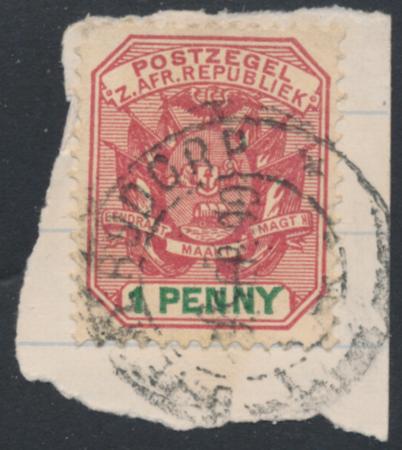 POSTZEGEL
Z. AFR. REPUBLIEK.
EENDRAGT MAAKT MAGT
1 PENNY